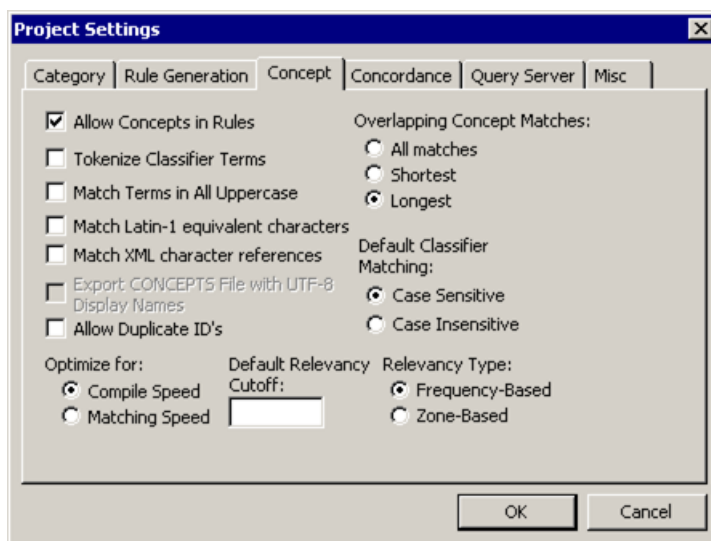 Project Settings
Category Rule Generation Concept Concordance Query Server Misc
Allow Concepts in Rules
Tokenize Classifier Terms
Match Terms in All Uppercase
Match Latin-1 equivalent characters
Match XML character references
Export CONCEPTS File with UTF-8
Display Names
Allow Duplicate ID's
Overlapping Concept Matches:
All matches
Shortest
Longest
Default Classifier
Matching:
Case Sensitive
Case Insensitive
Optimize for:
Compile Speed
Matching Speed
Default Relevancy
Cutoff:
Relevancy Type:
Frequency-Based
Zone-Based
OK Cancel